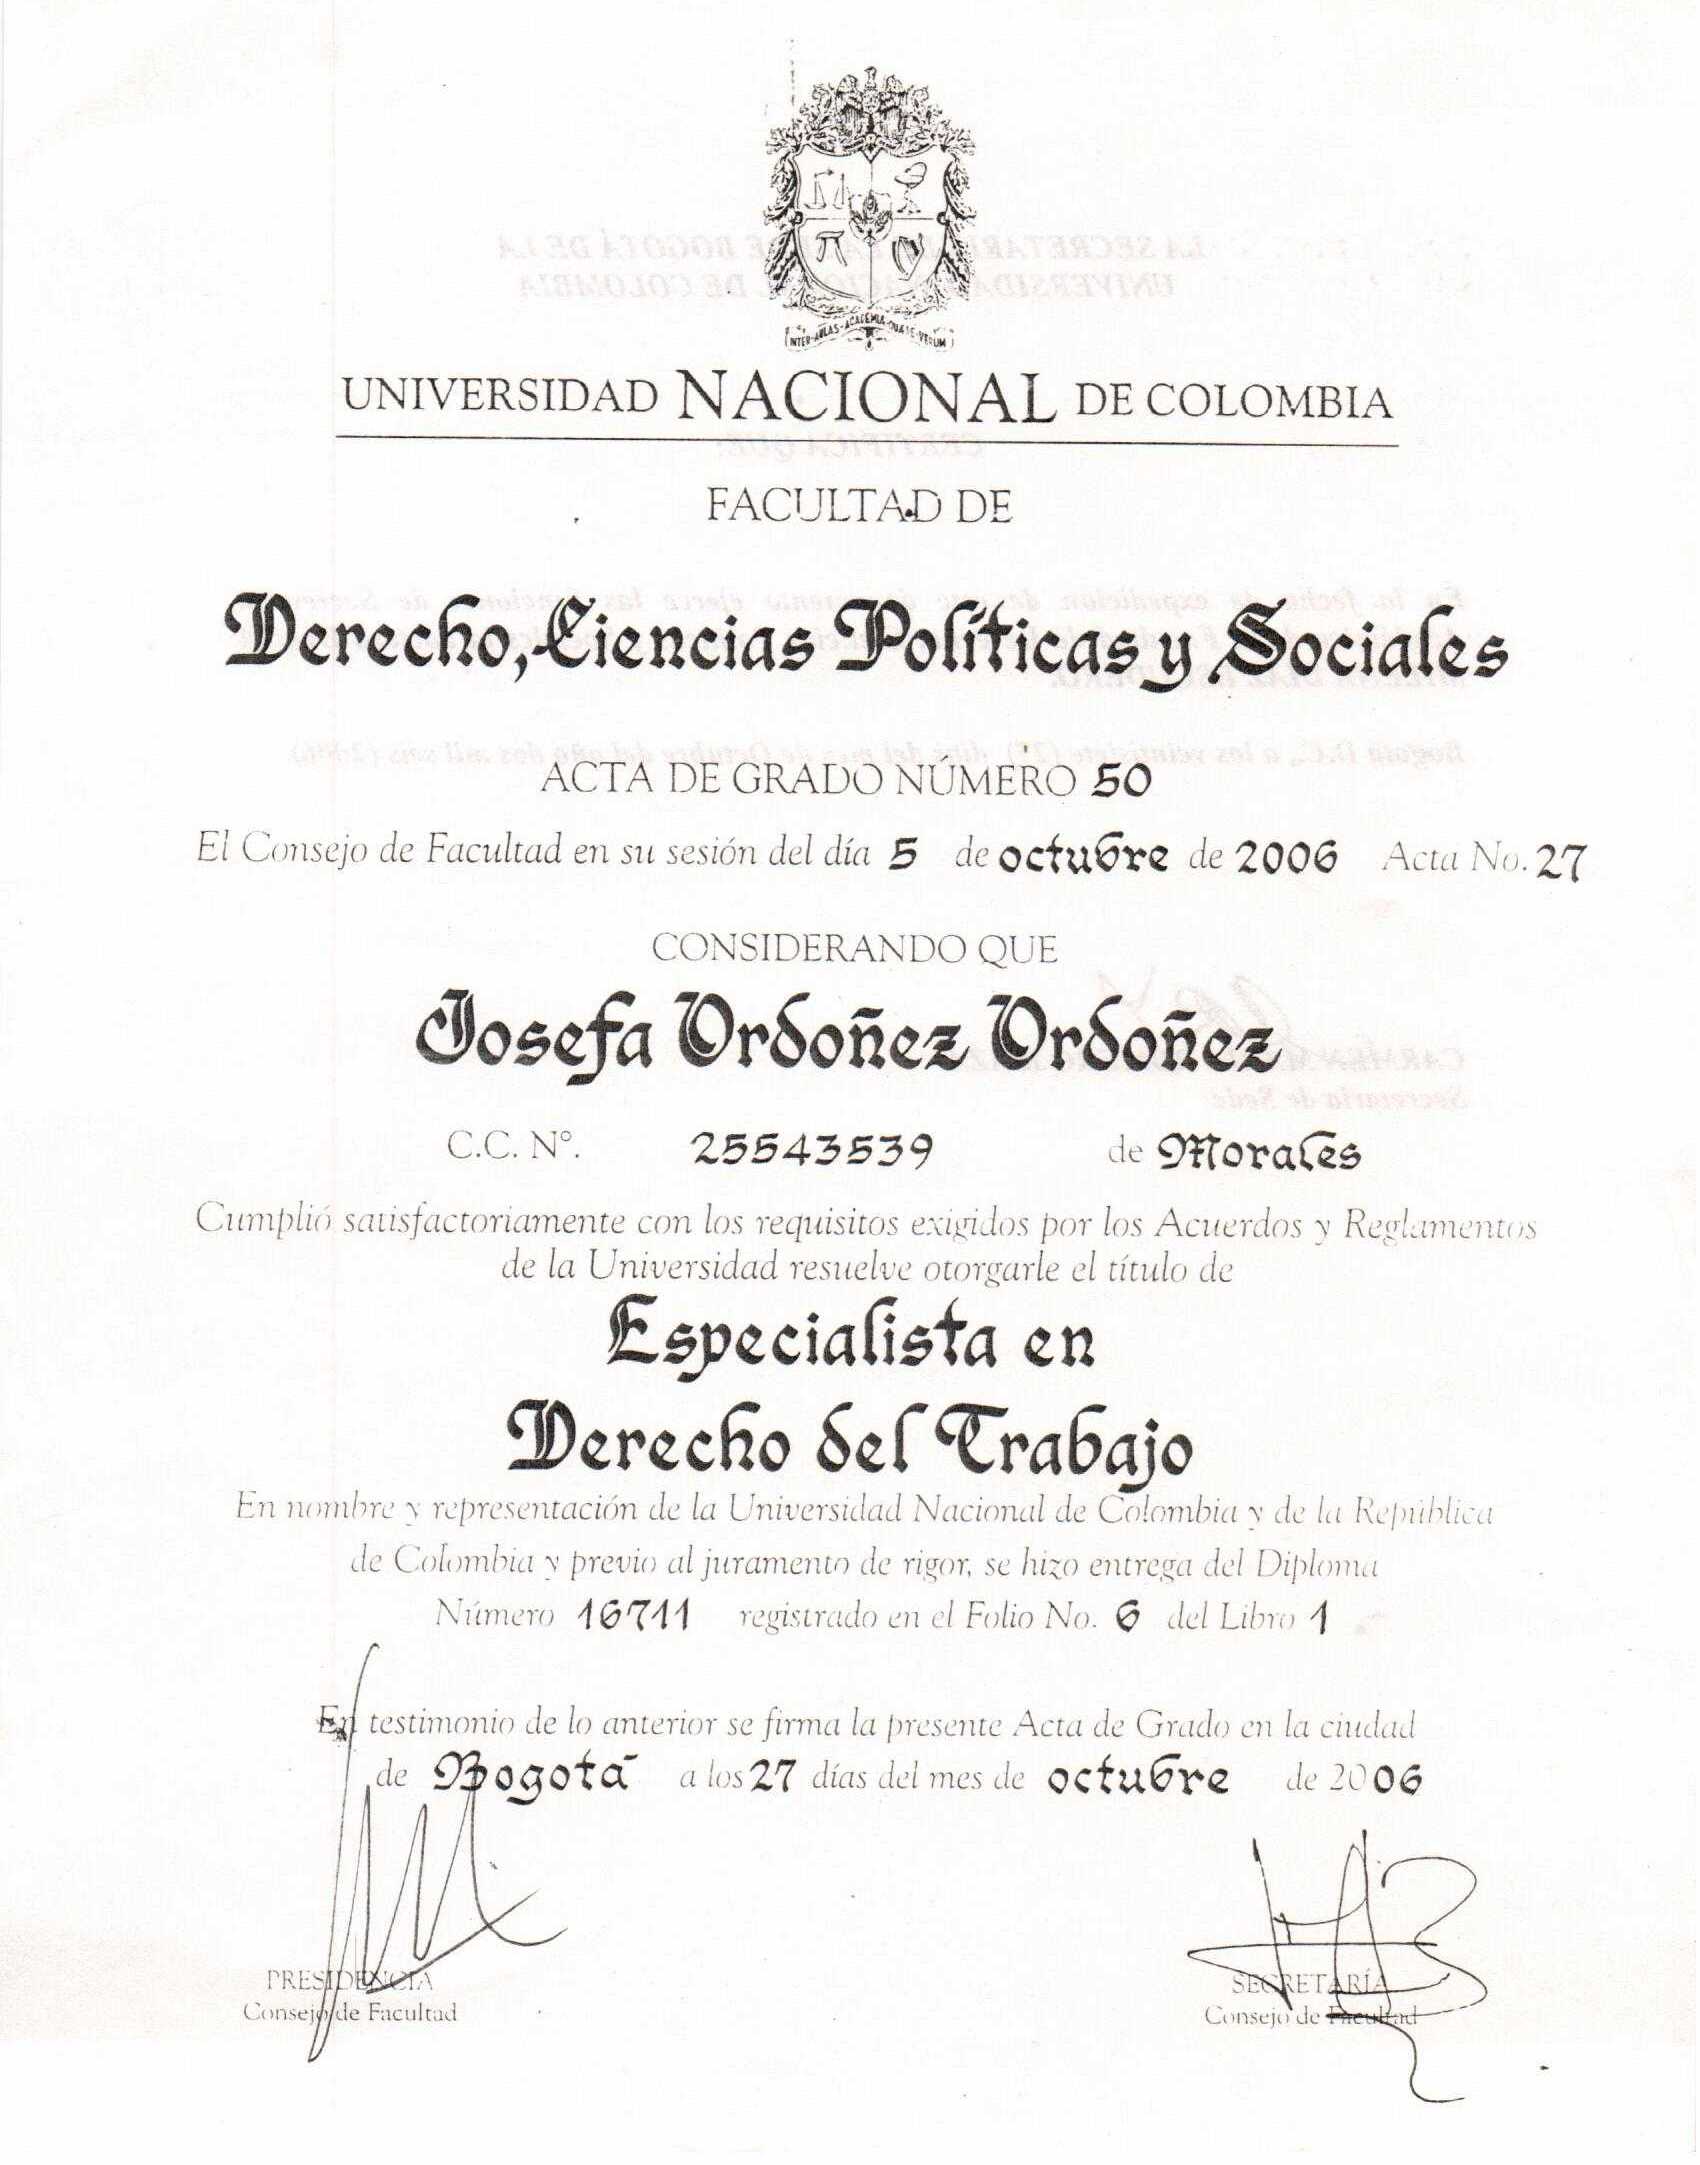 INTER·AULAS·ACADEMIÆ·QUÆRE·VERUM
UNIVERSIDAD NACIONAL DE COLOMBIA
FACULTAD DE
Derecho, Ciencias Políticas y Sociales
ACTA DE GRADO NÚMERO 50
El Consejo de Facultad en su sesión del día 5 de octubre de 2006 Acta No. 27
CONSIDERANDO QUE
Josefa Ordoñez Ordoñez
C.C. N°. 25543539 de Morales
Cumplió satisfactoriamente con los requisitos exigidos por los Acuerdos y Reglamentos
de la Universidad resuelve otorgarle el título de
Especialista en
Derecho del Trabajo
En nombre y representación de la Universidad Nacional de Colombia y de la República
de Colombia y previo al juramento de rigor, se hizo entrega del Diploma
Número 16711 registrado en el Folio No. 6 del Libro 1
En testimonio de lo anterior se firma la presente Acta de Grado en la ciudad
de Bogotá a los 27 días del mes de octubre de 2006
PRESIDENCIA
Consejo de Facultad
SECRETARÍA
Consejo de Facultad